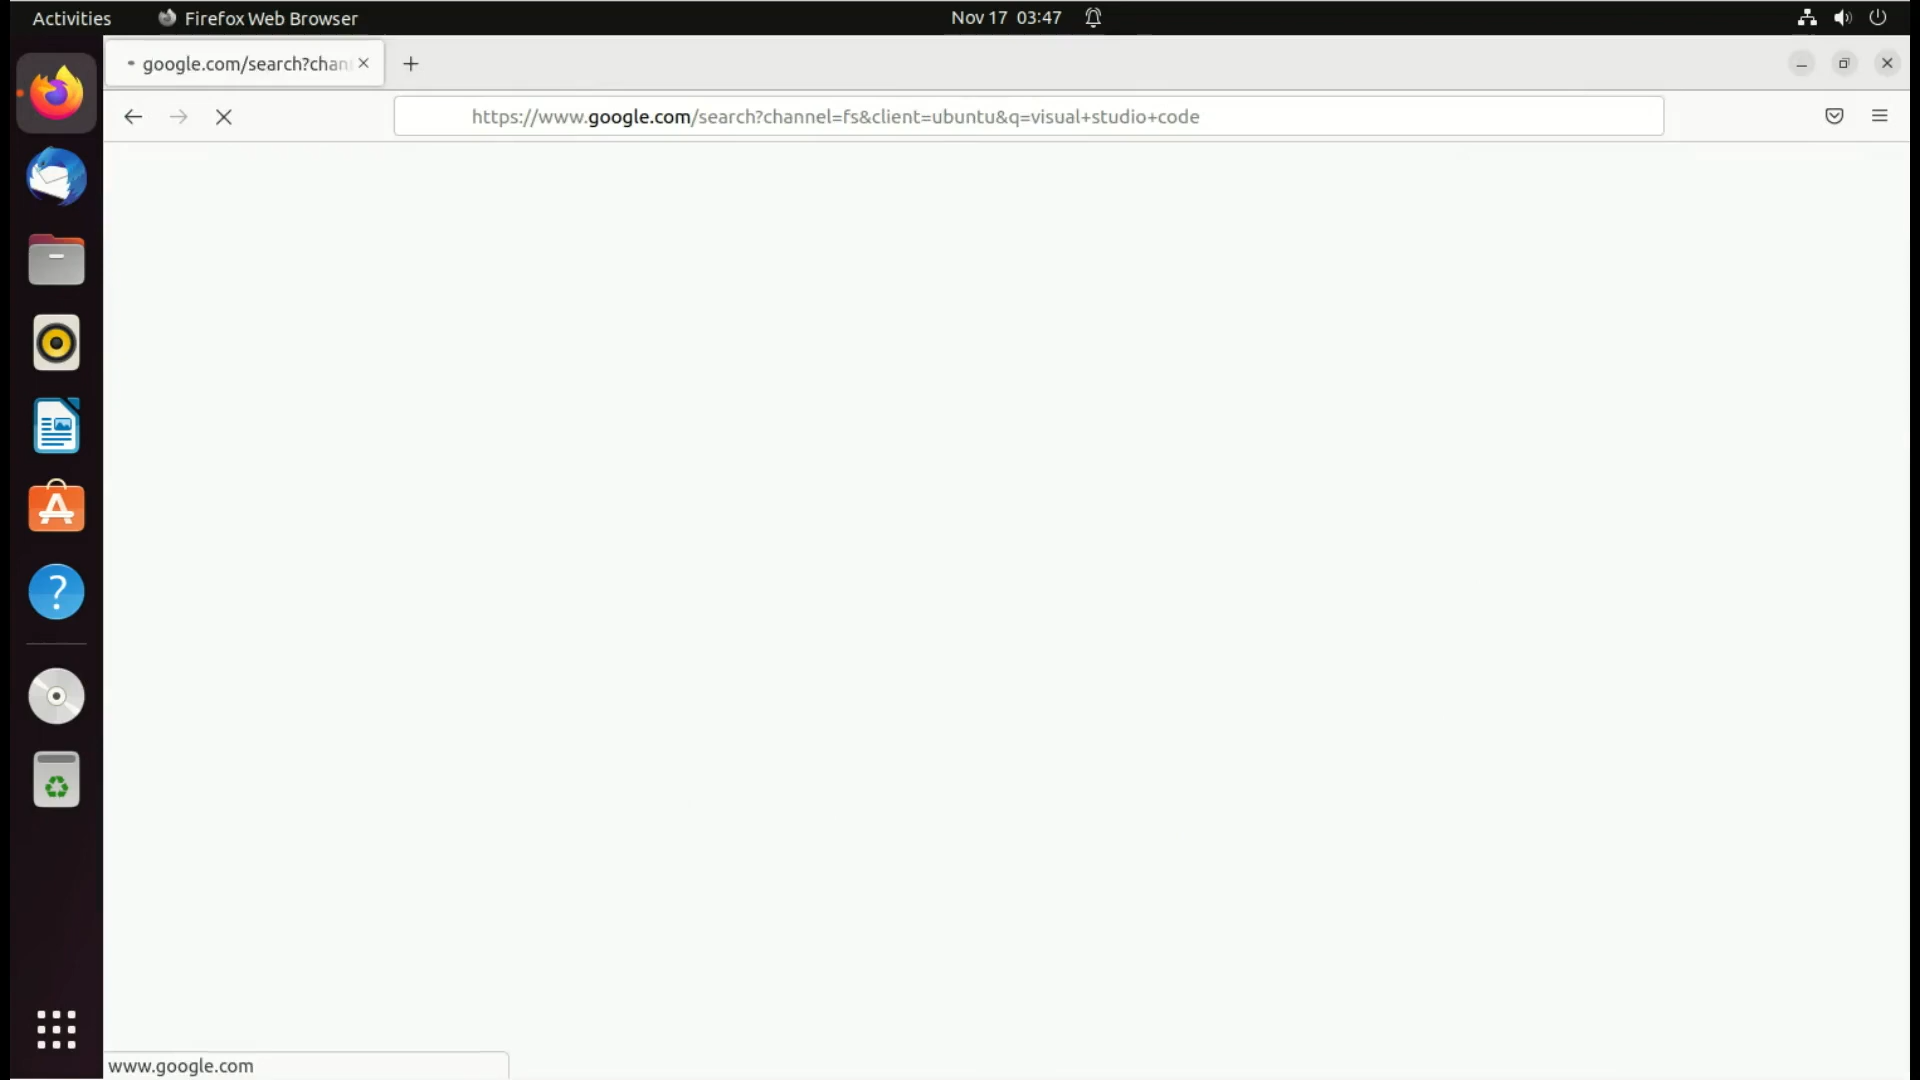 Activities
Firefox Web Browser
Nov 17 03:47
google.com/search?chan
https://www.google.com/search?channel=fs&client=ubuntu&q=visual+studio+code
www.google.com